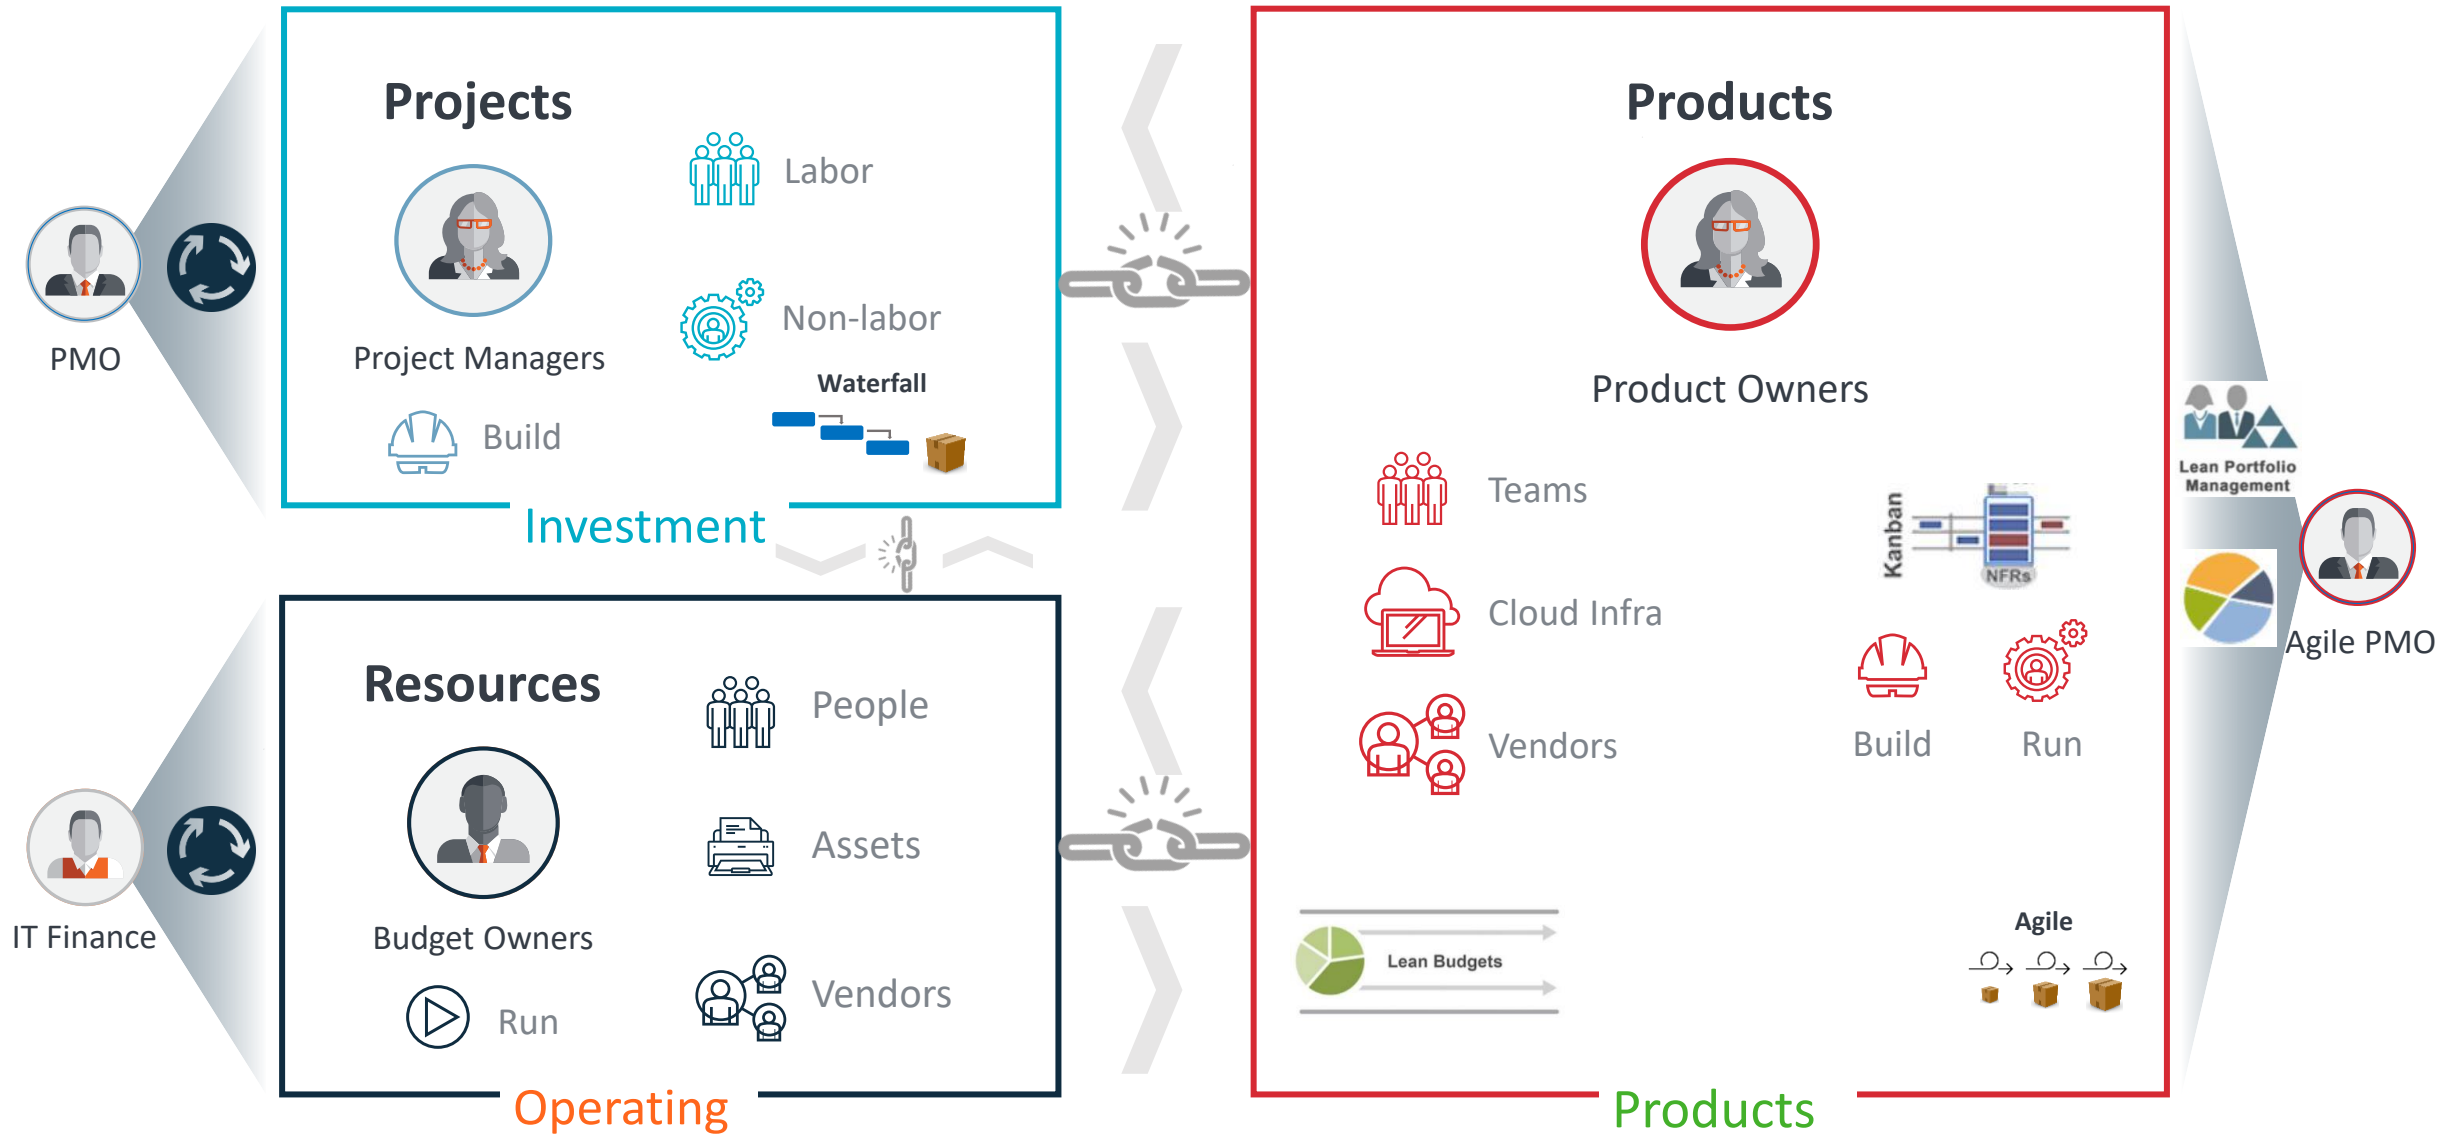 PMO
Projects
Project Managers
Build
Labor
Non-labor
Waterfall
Investment
IT Finance
Resources
Budget Owners
Run
People
Assets
Vendors
Operating
Products
Product Owners
Teams
Cloud Infra
Vendors
Kanban
NFRs
Build
Run
Lean Budgets
Agile
Products
Lean Portfolio
Management
Agile PMO